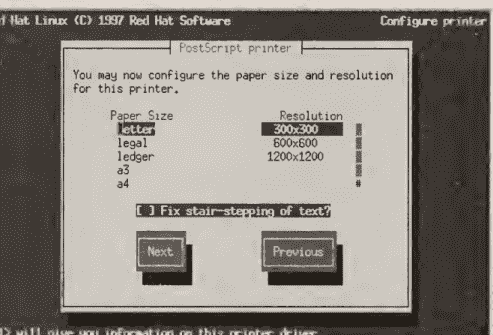 d Hat Linux (C) 1997 Red Hat Software Configure printer
PostScript printer
You may now configure the paper size and resolution
for this printer.
Paper Size Resolution
letter 300x300
legal 600x600
ledger 1200x1200
a3
a4 #
[ ] Fix stair-stepping of text?
Next Previous
1> will give you information on this printer driver